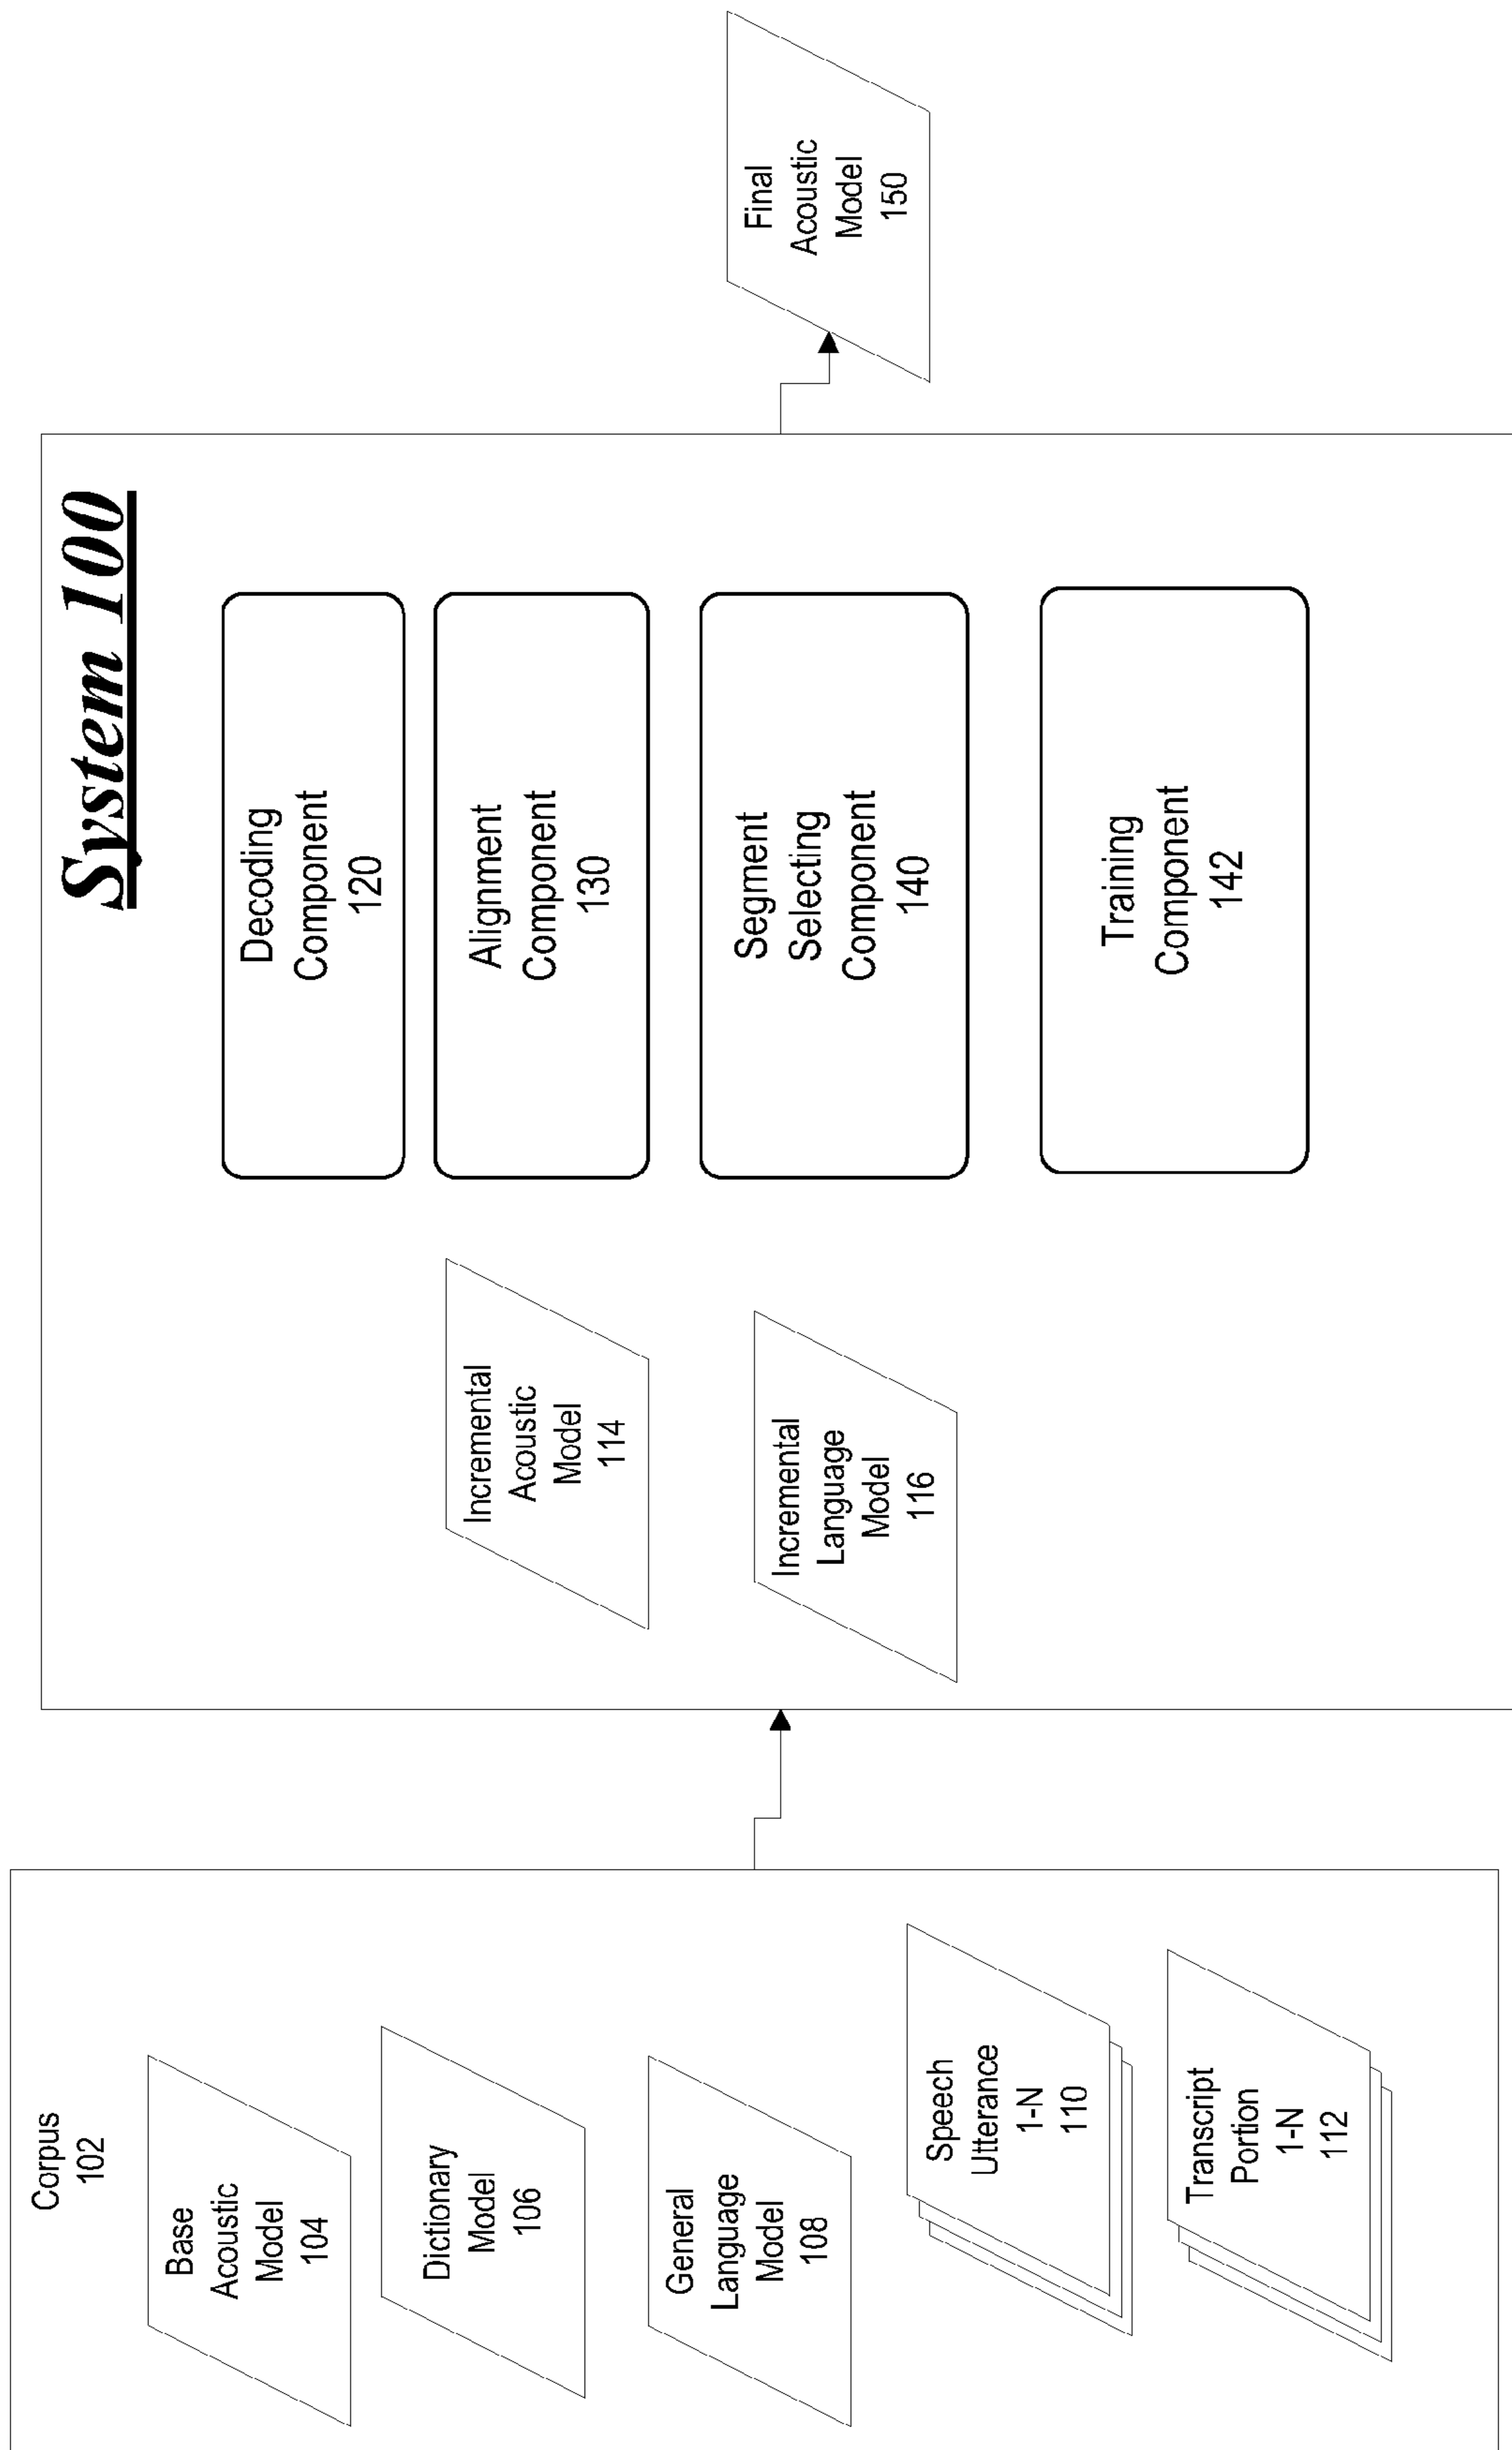 System 100
Corpus
102
Base
Acoustic
Model
104
Dictionary
Model
106
General
Language
Model
108
Speech
Utterance
1-N
110
Transcript
Portion
1-N
112
Incremental
Acoustic
Model
114
Incremental
Language
Model
116
Decoding
Component
120
Alignment
Component
130
Segment
Selecting
Component
140
Training
Component
142
Final
Acoustic
Model
150